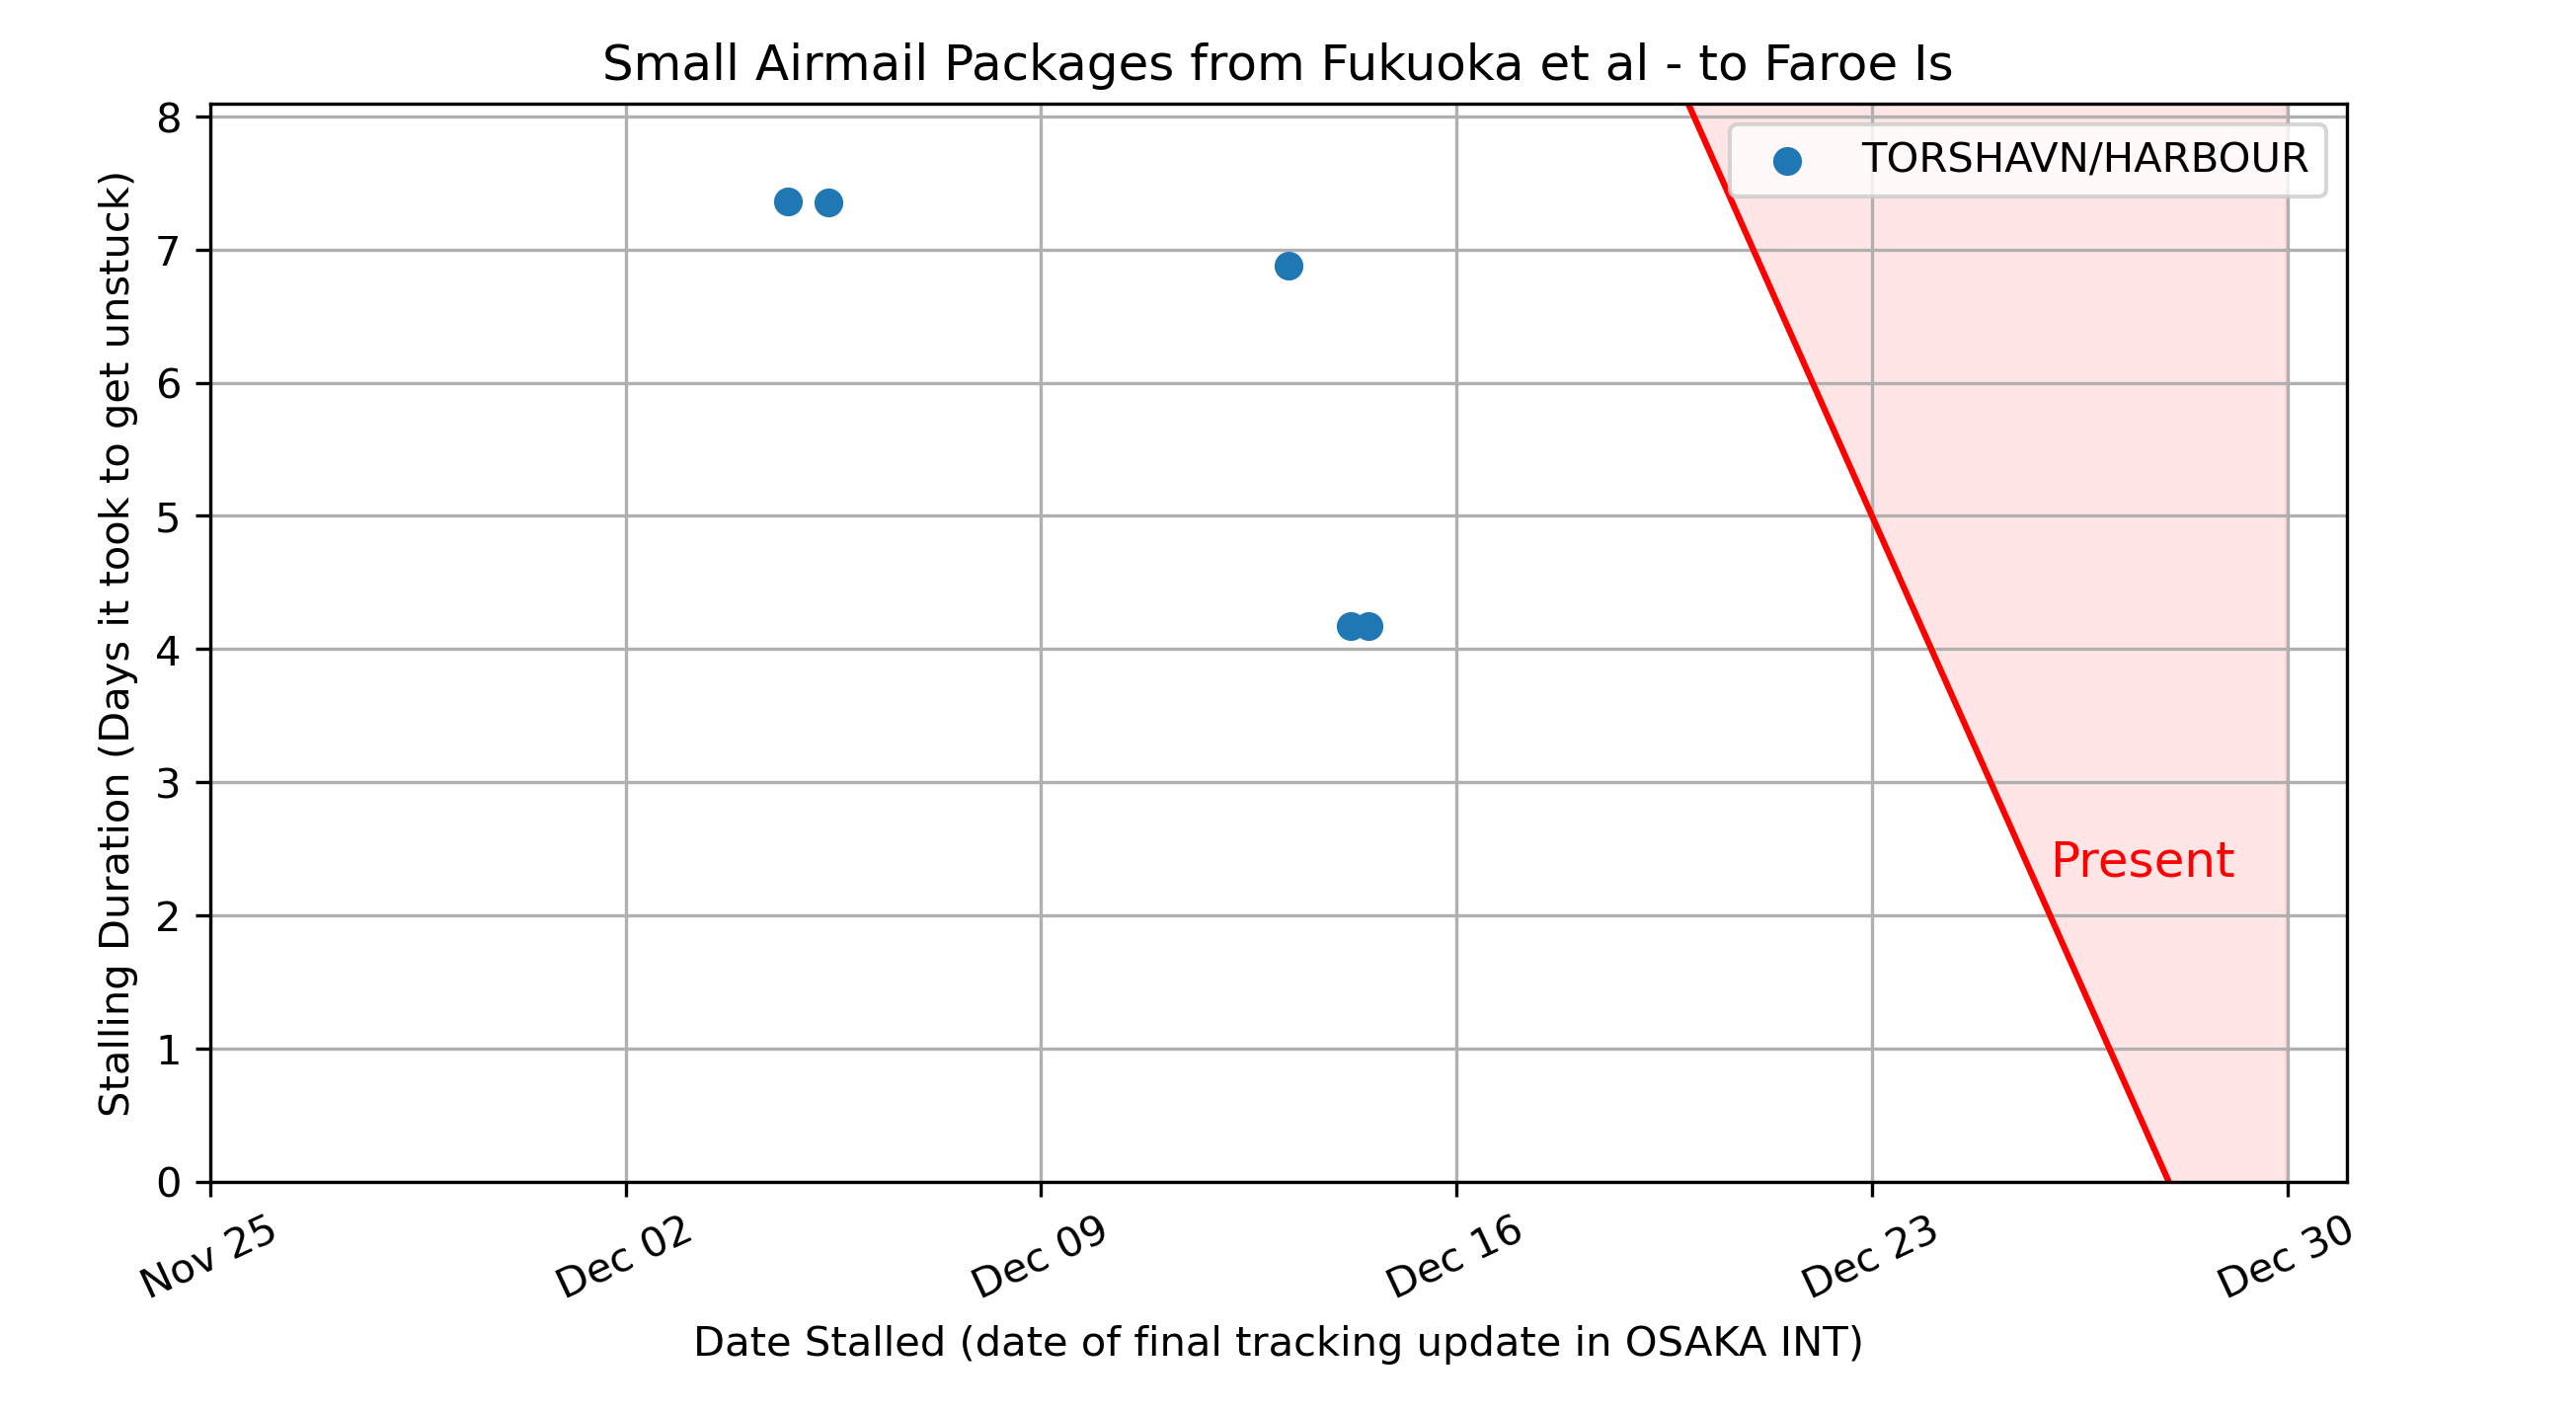 Small Airmail Packages from Fukuoka et al - to Faroe Is
TORSHAVN/HARBOUR
Stalling Duration (Days it took to get unstuck)
8
7
6
5
4
3
2
1
0
Present
Nov 25
Dec 02
Dec 09
Dec 16
Dec 23
Dec 30
Date Stalled (date of final tracking update in OSAKA INT)